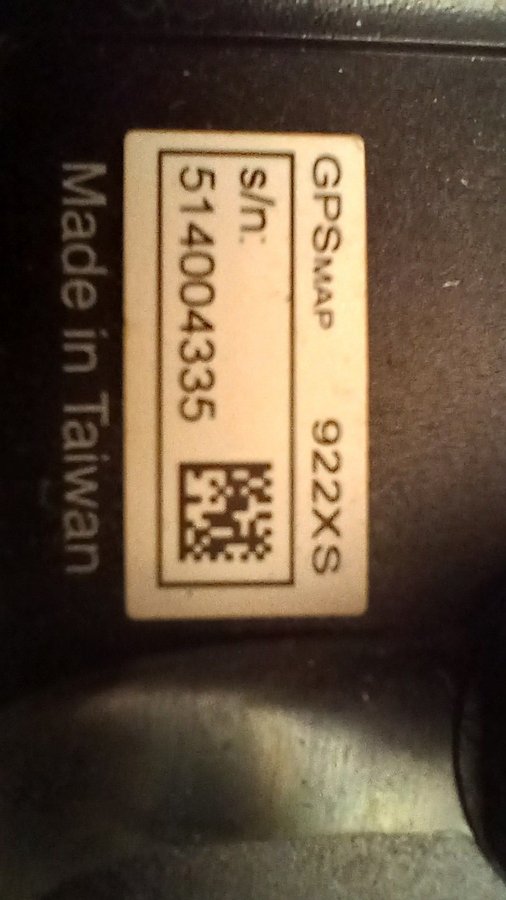 GPSMAP 922XS
s/n:
514004335
Made in Taiwan